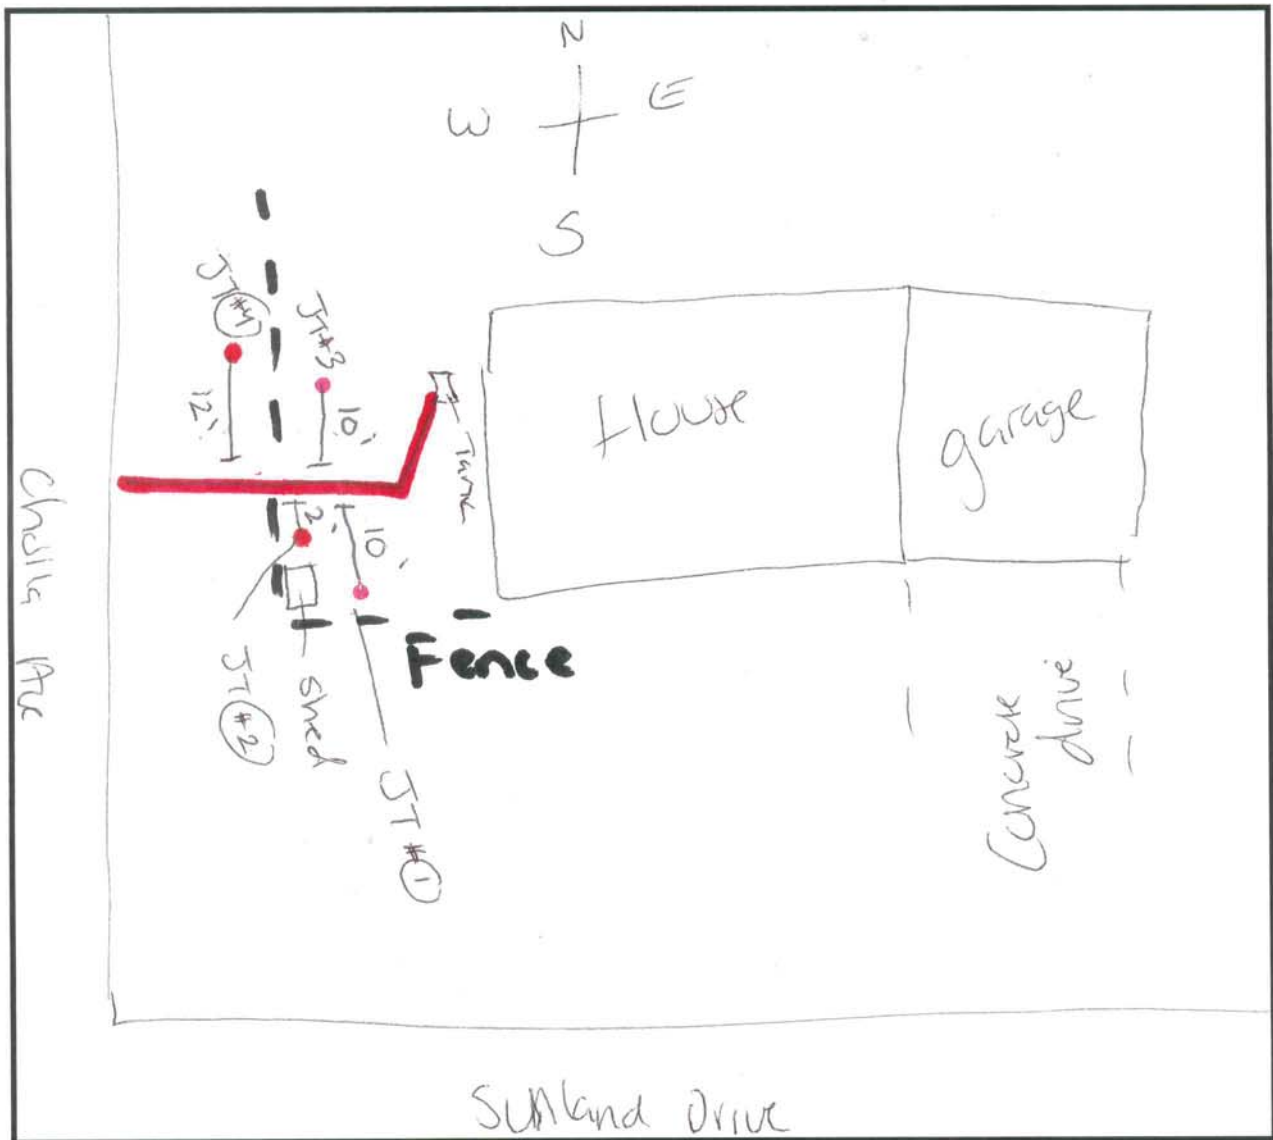 N
W
E
S
JT#4
JT#3
12'
10'
Tank
House
garage
2'
10'
Fence
JT #2
shed
JT #1
Concrete
drive
Cholla Ave
Sunland Drive